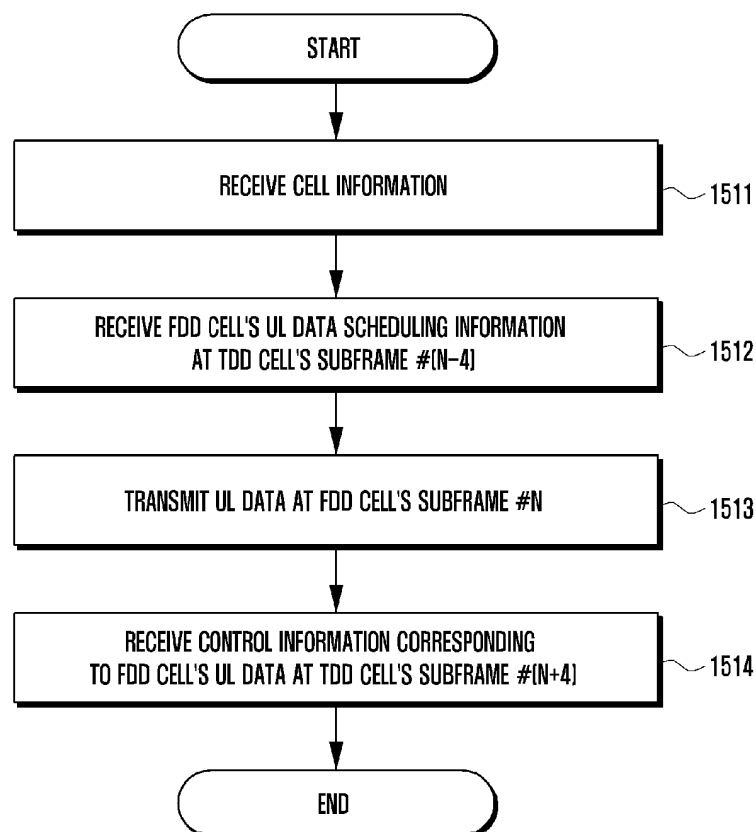 START
RECEIVE CELL INFORMATION
1511
RECEIVE FDD CELL'S UL DATA SCHEDULING INFORMATION
AT TDD CELL'S SUBFRAME #(N-4)
1512
TRANSMIT UL DATA AT FDD CELL'S SUBFRAME #N
1513
RECEIVE CONTROL INFORMATION CORRESPONDING
TO FDD CELL'S UL DATA AT TDD CELL'S SUBFRAME #(N+4)
1514
END